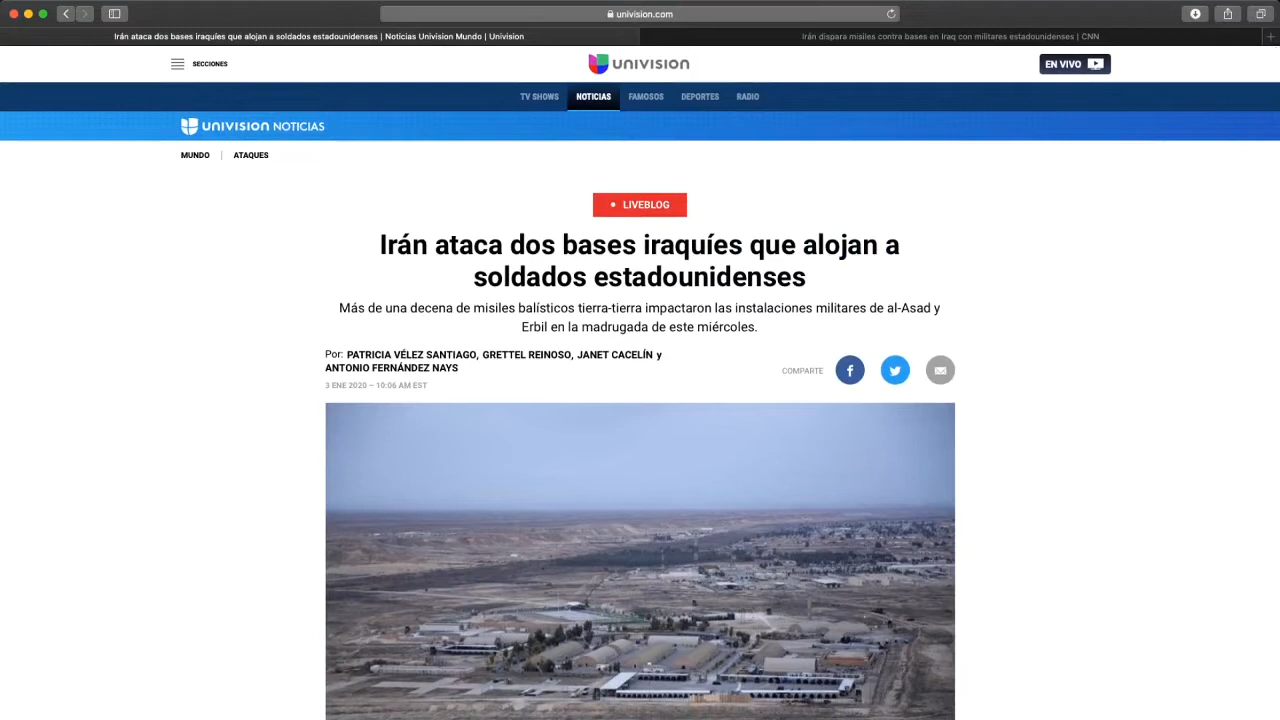 univision.com
Irán ataca dos bases iraquíes que alojan a soldados estadounidenses | Noticias Univision Mundo | Univision
Irán dispara misiles contra bases en Iraq con militares estadounidenses | CNN
SECCIONES
UNIVISION
EN VIVO
TV SHOWS NOTICIAS FAMOSOS DEPORTES RADIO
UNIVISION NOTICIAS
MUNDO | ATAQUES
LIVEBLOG
Irán ataca dos bases iraquíes que alojan a
soldados estadounidenses
Más de una decena de misiles balísticos tierra-tierra impactaron las instalaciones militares de al-Asad y
Erbil en la madrugada de este miércoles.
Por: PATRICIA VÉLEZ SANTIAGO, GRETTEL REINOSO, JANET CACELÍN y
ANTONIO FERNÁNDEZ NAYS
3 ENE 2020 – 10:06 AM EST
COMPARTE